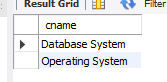 Result Grid
Filter
cname
Database System
Operating System